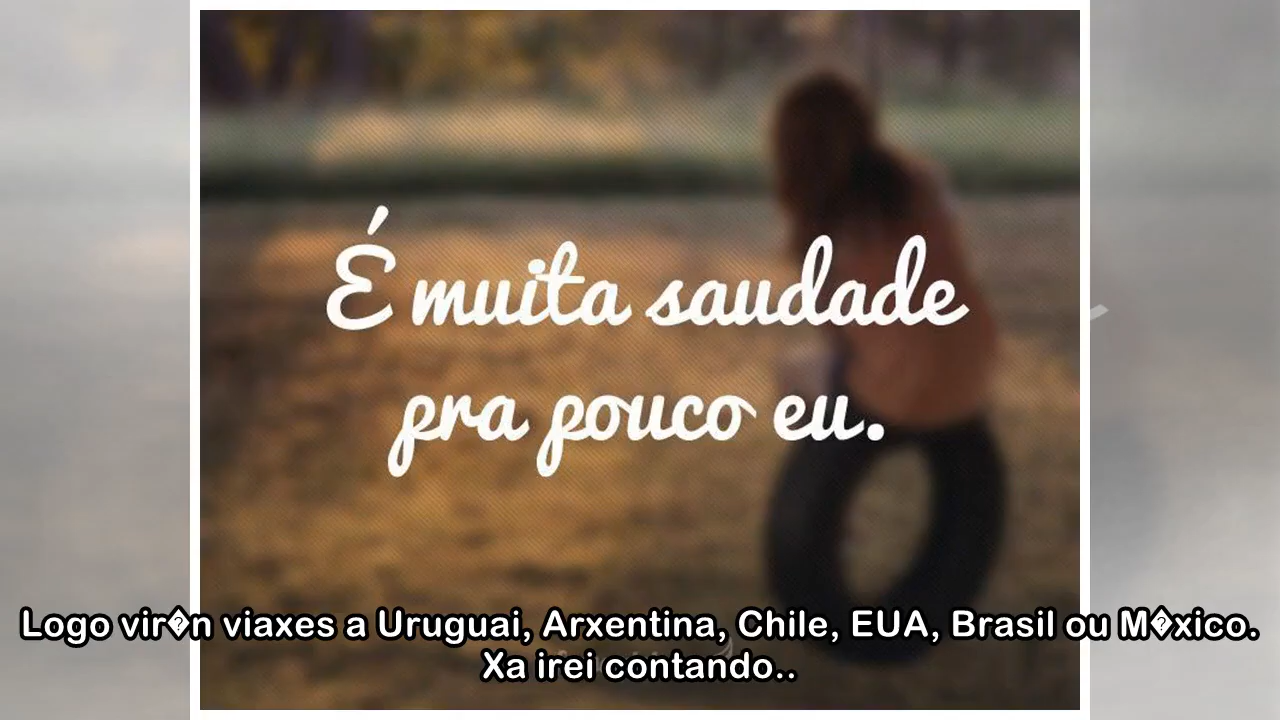 É muita saudade
pra pouco eu.
Logo vir�n viaxes a Uruguai, Arxentina, Chile, EUA, Brasil ou M�xico.
Xa irei contando..